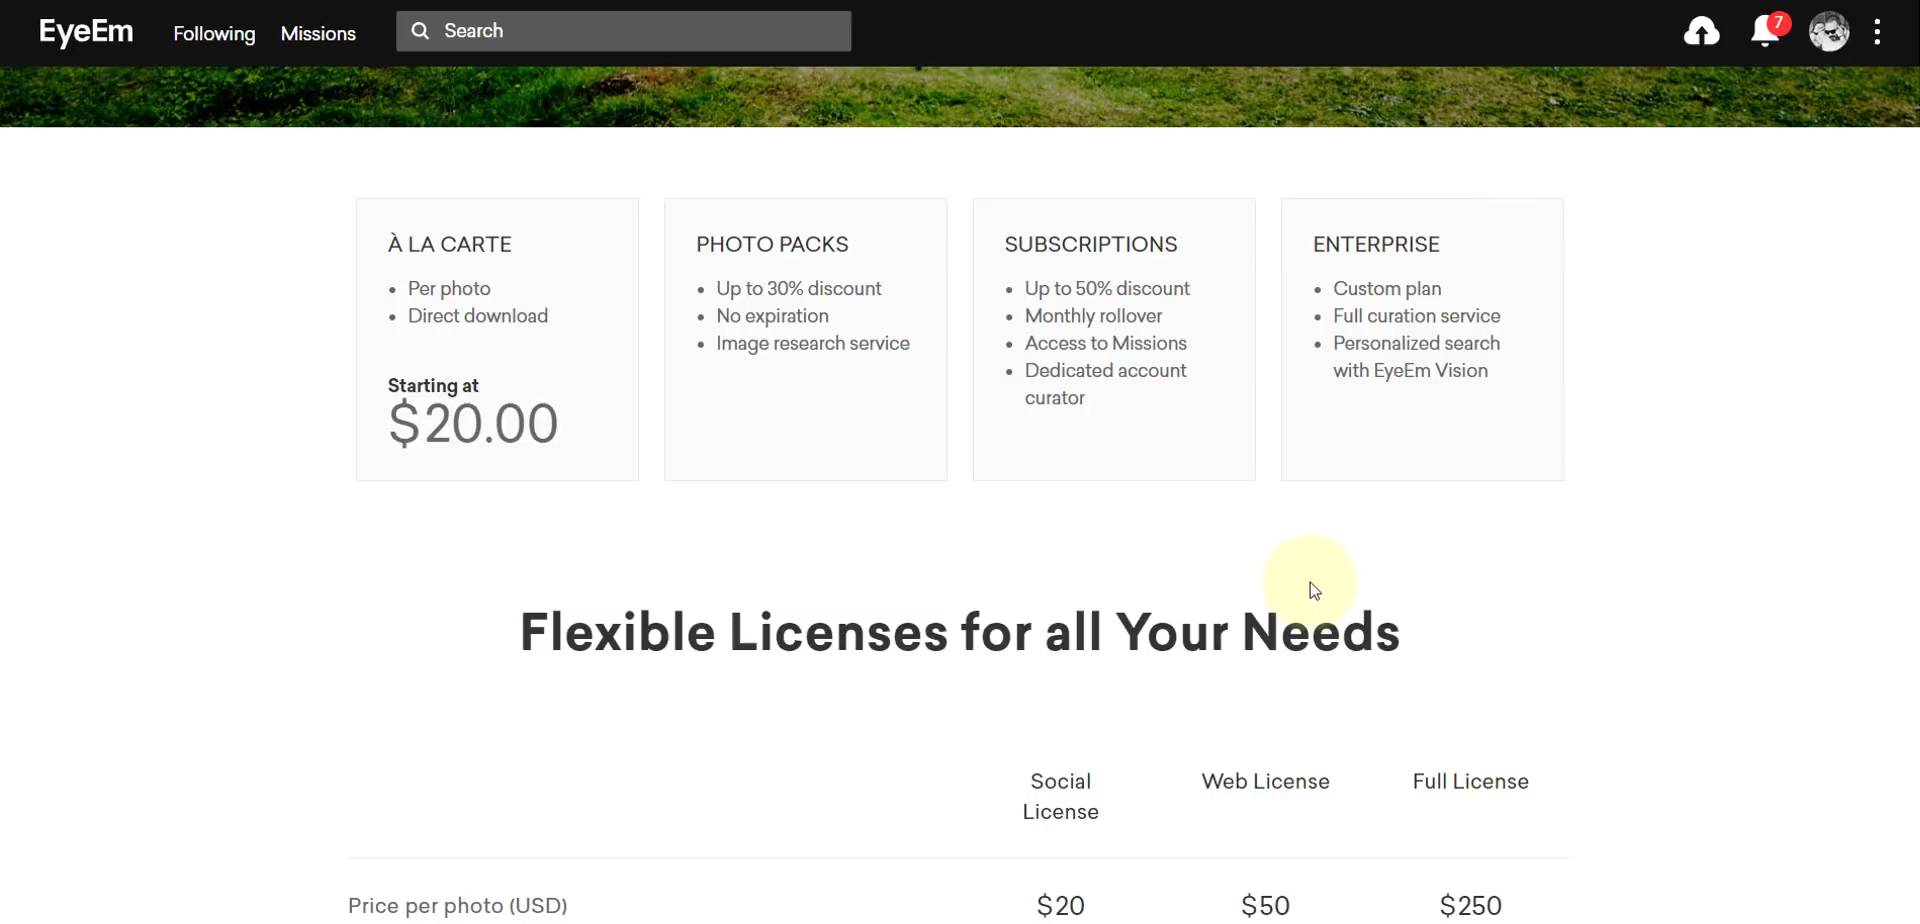 EyeEm
Following
Missions
Search
7
À LA CARTE
Per photo
Direct download
Starting at
$20.00
PHOTO PACKS
Up to 30% discount
No expiration
Image research service
SUBSCRIPTIONS
Up to 50% discount
Monthly rollover
Access to Missions
Dedicated account
curator
ENTERPRISE
Custom plan
Full curation service
Personalized search
with EyeEm Vision
Flexible Licenses for all Your Needs
Social
License
Web License
Full License
Price per photo (USD)
$20
$50
$250